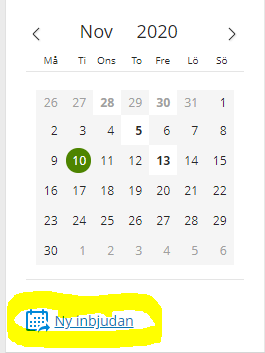 Nov 2020
Må Ti Ons To Fre Lö Sö
26 27 28 29 30 31 1
2 3 4 5 6 7 8
9 10 11 12 13 14 15
16 17 18 19 20 21 22
23 24 25 26 27 28 29
30 1 2 3 4 5 6
Ny inbjudan